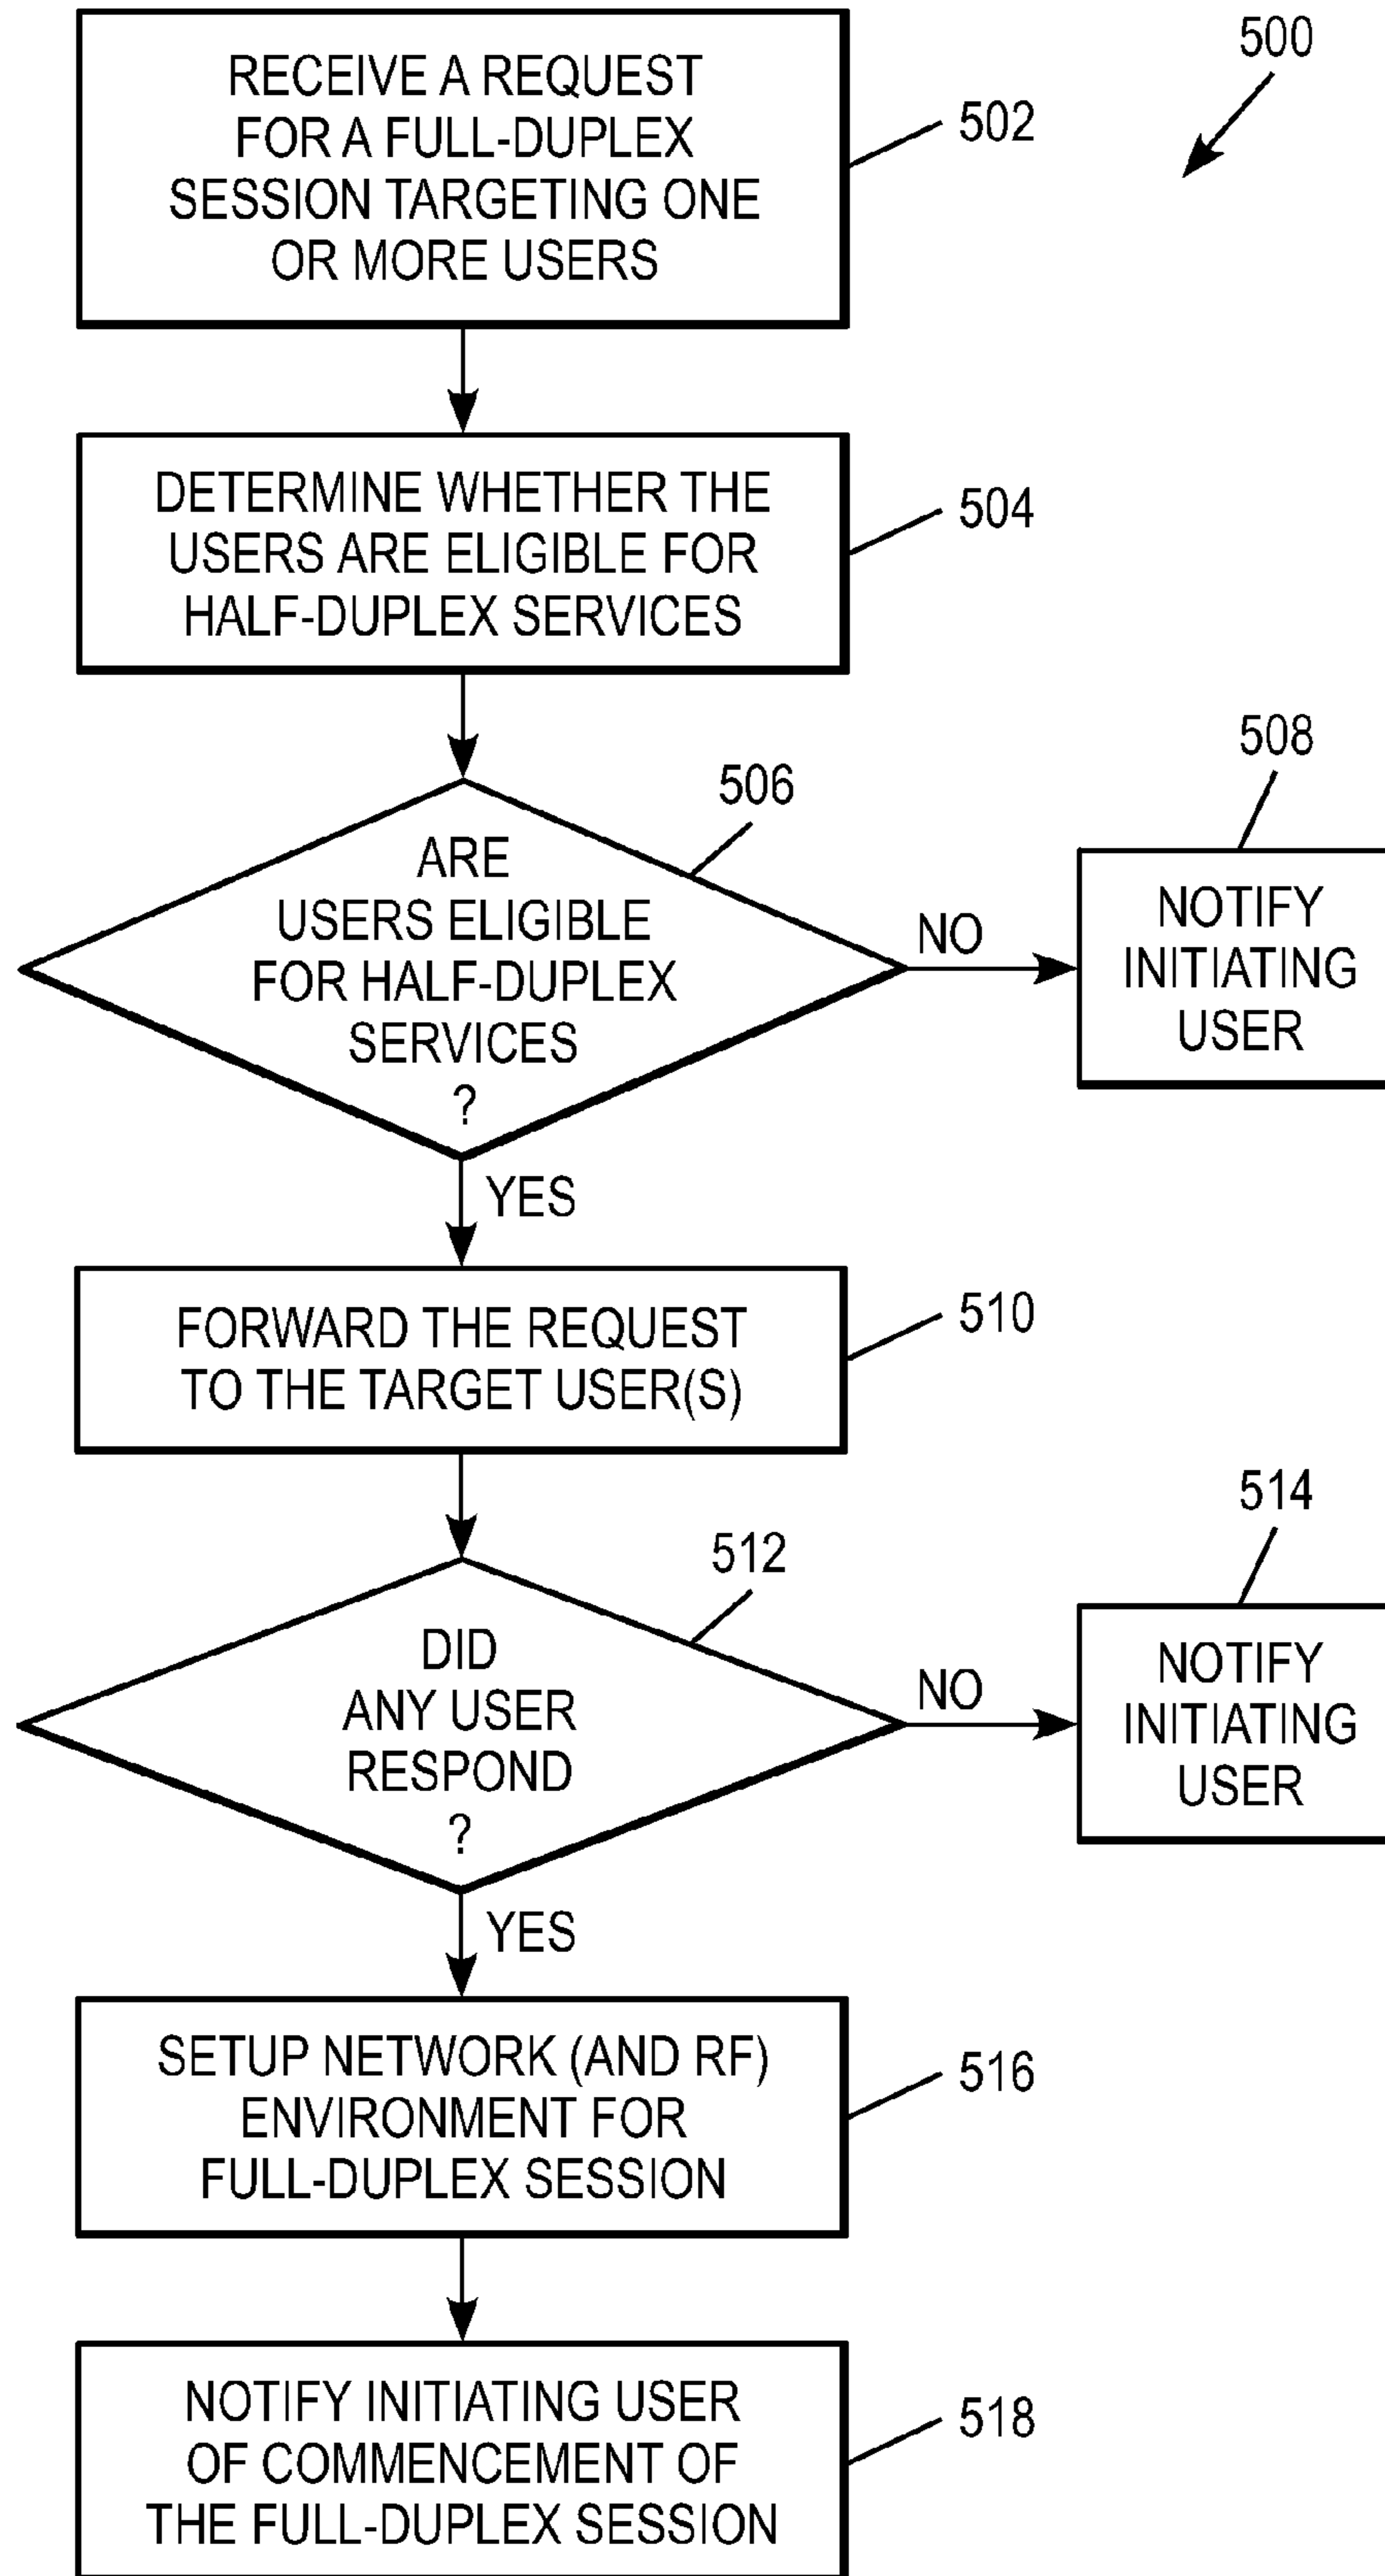 500
RECEIVE A REQUEST
FOR A FULL-DUPLEX
SESSION TARGETING ONE
OR MORE USERS
502
DETERMINE WHETHER THE
USERS ARE ELIGIBLE FOR
HALF-DUPLEX SERVICES
504
506
ARE
USERS ELIGIBLE
FOR HALF-DUPLEX
SERVICES
?
NO
508
NOTIFY
INITIATING
USER
YES
FORWARD THE REQUEST
TO THE TARGET USER(S)
510
512
DID
ANY USER
RESPOND
?
NO
514
NOTIFY
INITIATING
USER
YES
SETUP NETWORK (AND RF)
ENVIRONMENT FOR
FULL-DUPLEX SESSION
516
NOTIFY INITIATING USER
OF COMMENCEMENT OF
THE FULL-DUPLEX SESSION
518